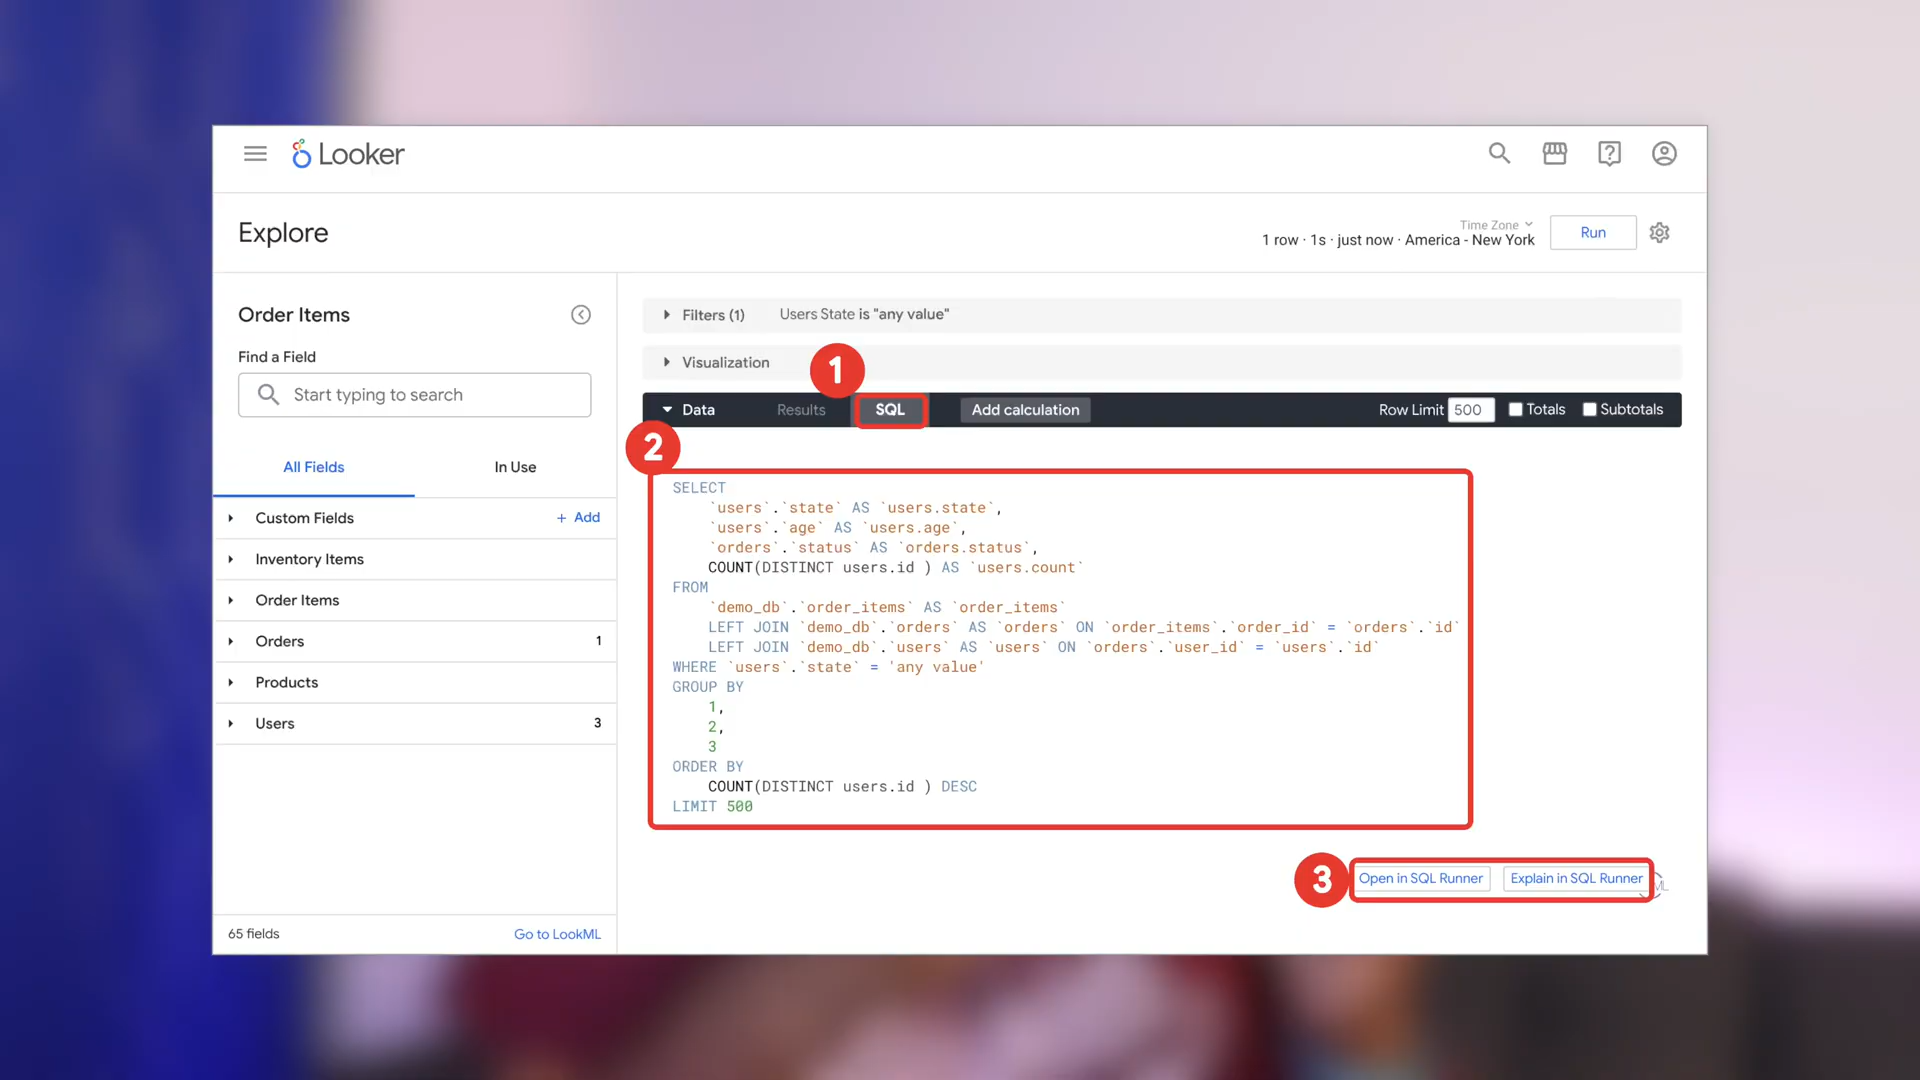 Looker
Explore
Time Zone
1 row · 1s · just now · America - New York
Run
Order Items
Find a Field
Start typing to search
All Fields
In Use
Custom Fields
+ Add
Inventory Items
Order Items
Orders 1
Products
Users 3
65 fields
Go to LookML
Filters (1) Users State is "any value"
Visualization
1
Data Results SQL Add calculation Row Limit 500 Totals Subtotals
2
SELECT
`users`.`state` AS `users.state`,
`users`.`age` AS `users.age`,
`orders`.`status` AS `orders.status`,
COUNT(DISTINCT users.id ) AS `users.count`
FROM
`demo_db`.`order_items` AS `order_items`
LEFT JOIN `demo_db`.`orders` AS `orders` ON `order_items`.`order_id` = `orders`.`id`
LEFT JOIN `demo_db`.`users` AS `users` ON `orders`.`user_id` = `users`.`id`
WHERE `users`.`state` = 'any value'
GROUP BY
1,
2,
3
ORDER BY
COUNT(DISTINCT users.id ) DESC
LIMIT 500
3
Open in SQL Runner
Explain in SQL Runner